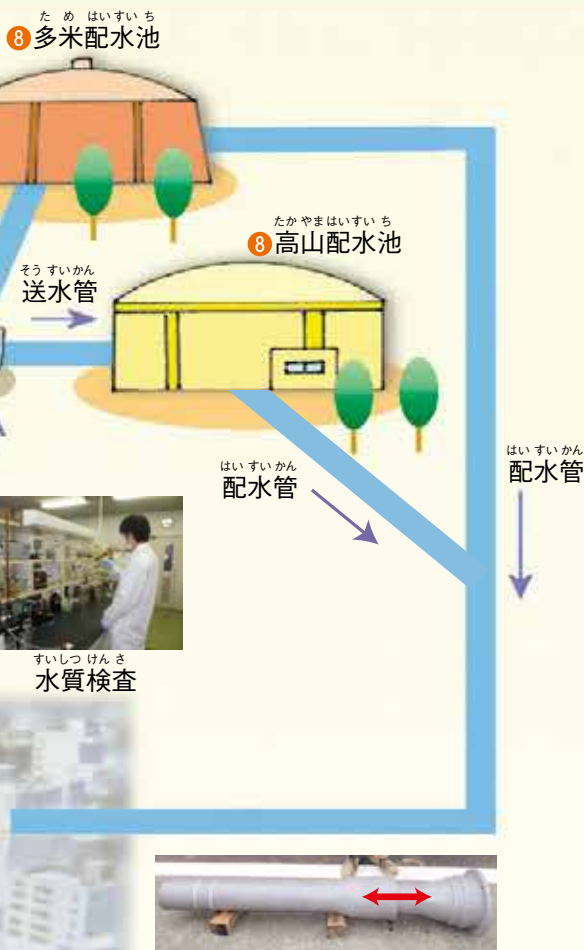 た め はいすい ち
8 多米配水池
たか やまはいすい ち
8 高山配水池
そう すいかん
送水管
はい すい かん
配水管
はい すい かん
配水管
すいしつ けん さ
水質検査